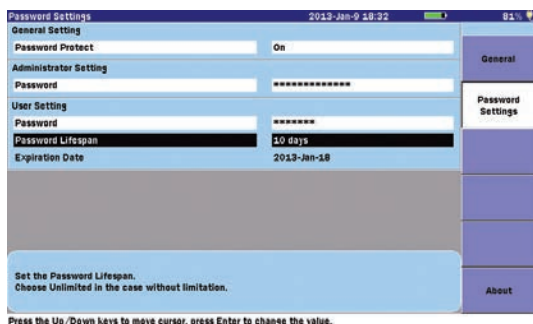 Password Settings 2013-Jan-9 18:32 81%
General Setting
Password Protect On
General
Administrator Setting
Password *************
Password
Settings
User Setting
Password *******
Password Lifespan 10 days
Expiration Date 2013-Jan-18
Set the Password Lifespan.
Choose Unlimited in the case without limitation.
About
Press the Up/Down keys to move cursor, press Enter to change the value.